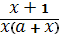 x + 1
x(a + x)